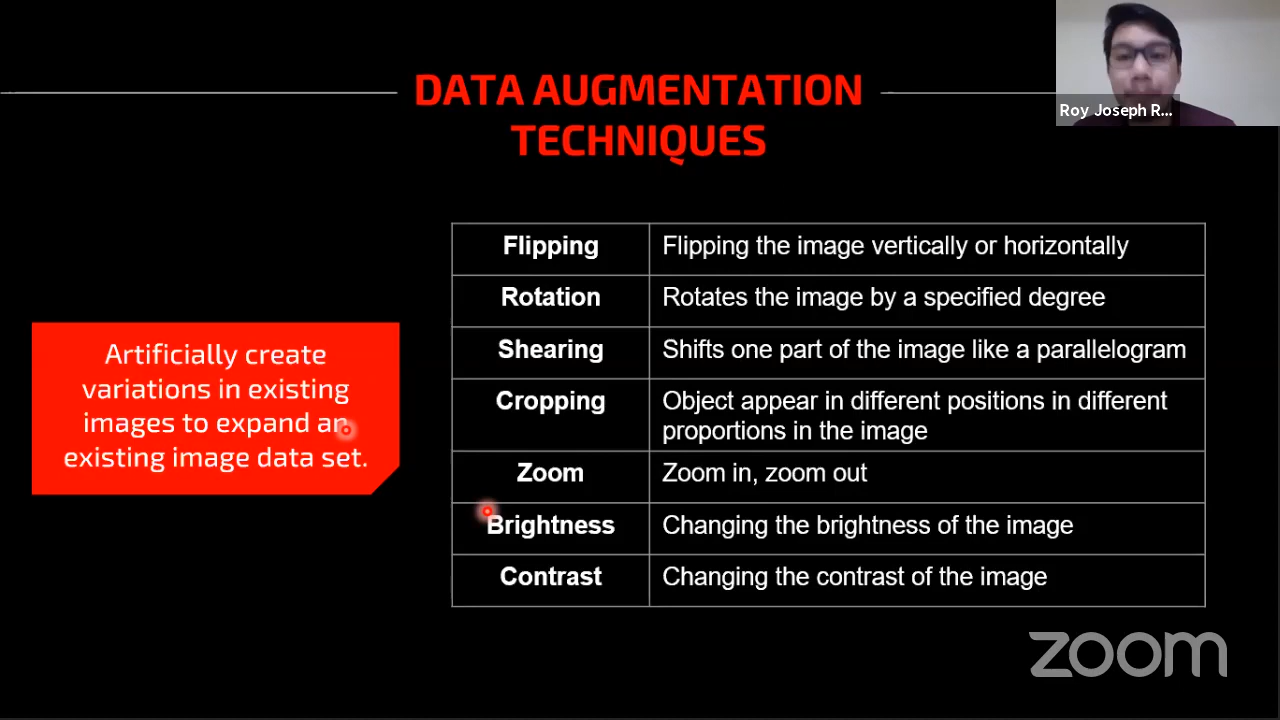 DATA AUGMENTATION
TECHNIQUES
Roy Joseph R...
Artificially create
variations in existing
images to expand an
existing image data set.
Flipping
Flipping the image vertically or horizontally
Rotation
Rotates the image by a specified degree
Shearing
Shifts one part of the image like a parallelogram
Cropping
Object appear in different positions in different
proportions in the image
Zoom
Zoom in, zoom out
Brightness
Changing the brightness of the image
Contrast
Changing the contrast of the image
zoom